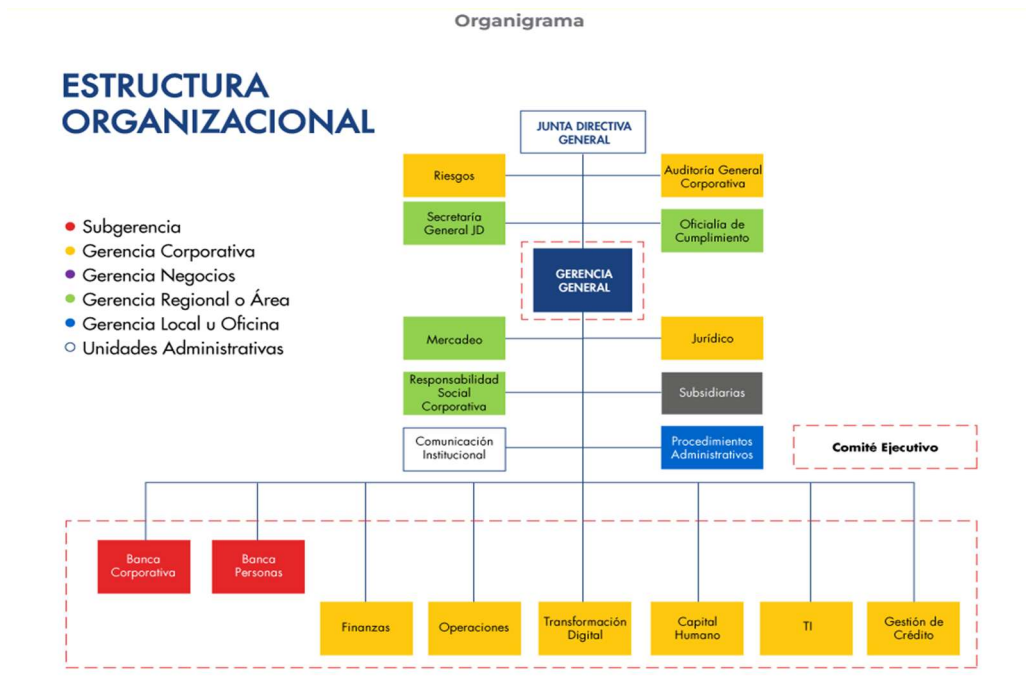 Organigrama
ESTRUCTURA
ORGANIZACIONAL
JUNTA DIRECTIVA
GENERAL
Riesgos
Auditoría General
Corporativa
Secretaría
General JD
Oficialía de
Cumplimiento
Subgerencia
Gerencia Corporativa
Gerencia Negocios
Gerencia Regional o Área
Gerencia Local u Oficina
Unidades Administrativas
GERENCIA
GENERAL
Mercadeo
Jurídico
Responsabilidad
Social
Corporativa
Subsidiarias
Comunicación
Institucional
Procedimientos
Administrativos
Comité Ejecutivo
Banca
Corporativa
Banca
Personas
Finanzas
Operaciones
Transformación
Digital
Capital
Humano
TI
Gestión de
Crédito